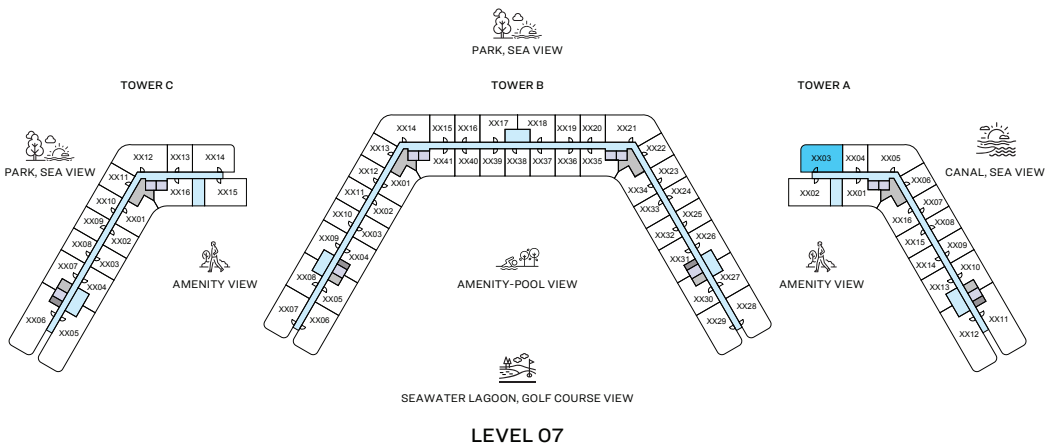 PARK, SEA VIEW
TOWER C
TOWER B
TOWER A
PARK, SEA VIEW
CANAL, SEA VIEW
XX12
XX13
XX14
XX11
XX16
XX15
XX10
XX01
XX09
XX02
XX08
XX03
XX07
XX04
XX06
XX05
AMENITY VIEW
XX14
XX15
XX16
XX17
XX18
XX19
XX20
XX21
XX13
XX41
XX40
XX39
XX38
XX37
XX36
XX35
XX22
XX12
XX01
XX34
XX23
XX11
XX02
XX33
XX24
XX10
XX03
XX32
XX25
XX09
XX04
XX31
XX26
XX08
XX05
XX30
XX27
XX07
XX06
XX29
XX28
AMENITY-POOL VIEW
XX03
XX04
XX05
XX02
XX01
XX06
XX16
XX07
XX15
XX08
XX14
XX09
XX13
XX10
XX12
XX11
AMENITY VIEW
SEAWATER LAGOON, GOLF COURSE VIEW
LEVEL 07